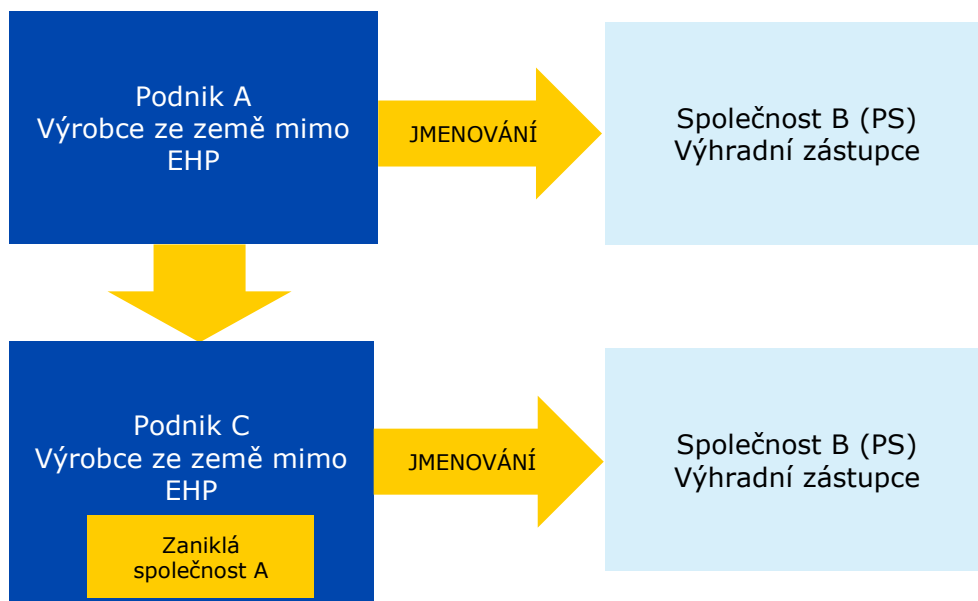 Podnik A
Výrobce ze země mimo
EHP
JMENOVÁNÍ
Společnost B (PS)
Výhradní zástupce
Podnik C
Výrobce ze země mimo
EHP
Zaniklá
společnost A
JMENOVÁNÍ
Společnost B (PS)
Výhradní zástupce